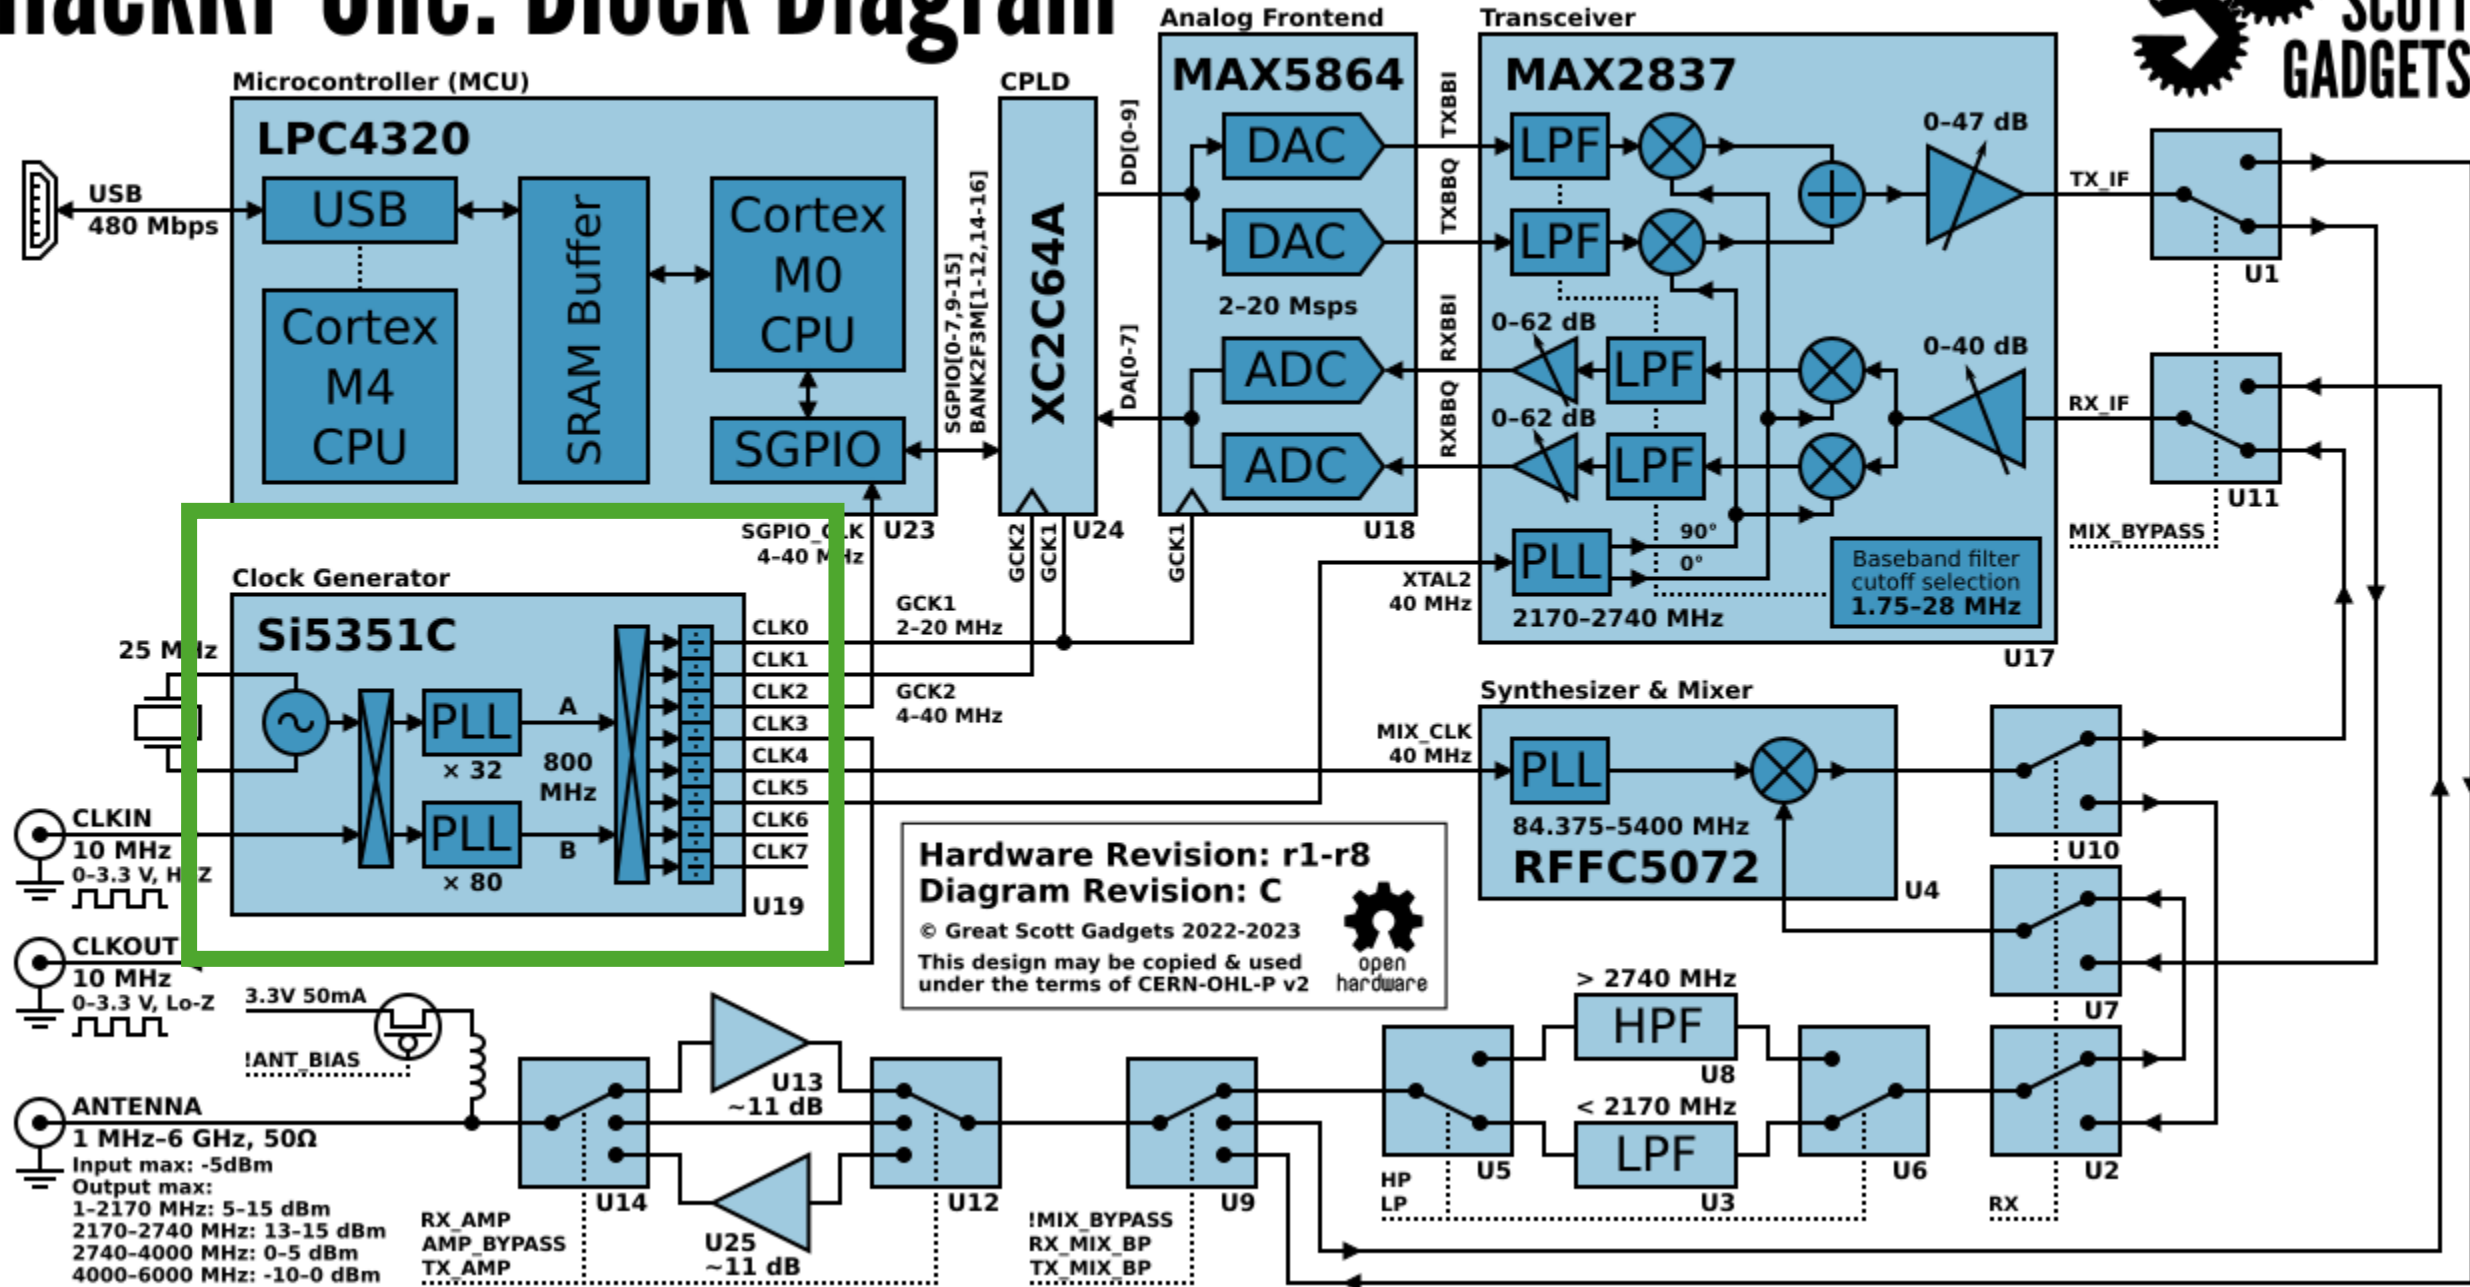 HackRF One: Block Diagram
SCOTT
GADGETS
Microcontroller (MCU)
LPC4320
USB
480 Mbps
USB
Cortex
M4
CPU
SRAM Buffer
Cortex
M0
CPU
SGPIO
SGPIO_CLK
4–40 MHz
U23
SGPIO[0-7,9-15]
BANK2F3M[1-12,14-16]
CPLD
XC2C64A
GCK2
GCK1
U24
DD[0-9]
DA[0-7]
Analog Frontend
MAX5864
DAC
DAC
2–20 Msps
ADC
ADC
GCK1
U18
TXBBI
TXBBQ
RXBBI
RXBBQ
Transceiver
MAX2837
LPF
LPF
0–47 dB
0–62 dB
LPF
0–62 dB
LPF
0–40 dB
PLL
90°
0°
2170–2740 MHz
Baseband filter
cutoff selection
1.75–28 MHz
XTAL2
40 MHz
U17
TX_IF
U1
RX_IF
U11
MIX_BYPASS
Clock Generator
Si5351C
25 MHz
PLL
× 32
PLL
× 80
A
800
MHz
B
CLK0
CLK1
CLK2
CLK3
CLK4
CLK5
CLK6
CLK7
U19
GCK1
2–20 MHz
GCK2
4–40 MHz
CLKIN
10 MHz
0–3.3 V, Hi-Z
CLKOUT
10 MHz
0–3.3 V, Lo-Z
Synthesizer & Mixer
MIX_CLK
40 MHz
PLL
84.375–5400 MHz
RFFC5072
U4
U10
U7
Hardware Revision: r1-r8
Diagram Revision: C
© Great Scott Gadgets 2022-2023
This design may be copied & used
under the terms of CERN-OHL-P v2
open
hardware
3.3V 50mA
!ANT_BIAS
ANTENNA
1 MHz–6 GHz, 50Ω
Input max: -5dBm
Output max:
1–2170 MHz: 5–15 dBm
2170–2740 MHz: 13–15 dBm
2740–4000 MHz: 0–5 dBm
4000–6000 MHz: -10–0 dBm
U14
RX_AMP
AMP_BYPASS
TX_AMP
U13
~11 dB
U25
~11 dB
U12
U9
!MIX_BYPASS
RX_MIX_BP
TX_MIX_BP
U5
HP
LP
> 2740 MHz
HPF
U8
< 2170 MHz
LPF
U3
U6
U2
RX